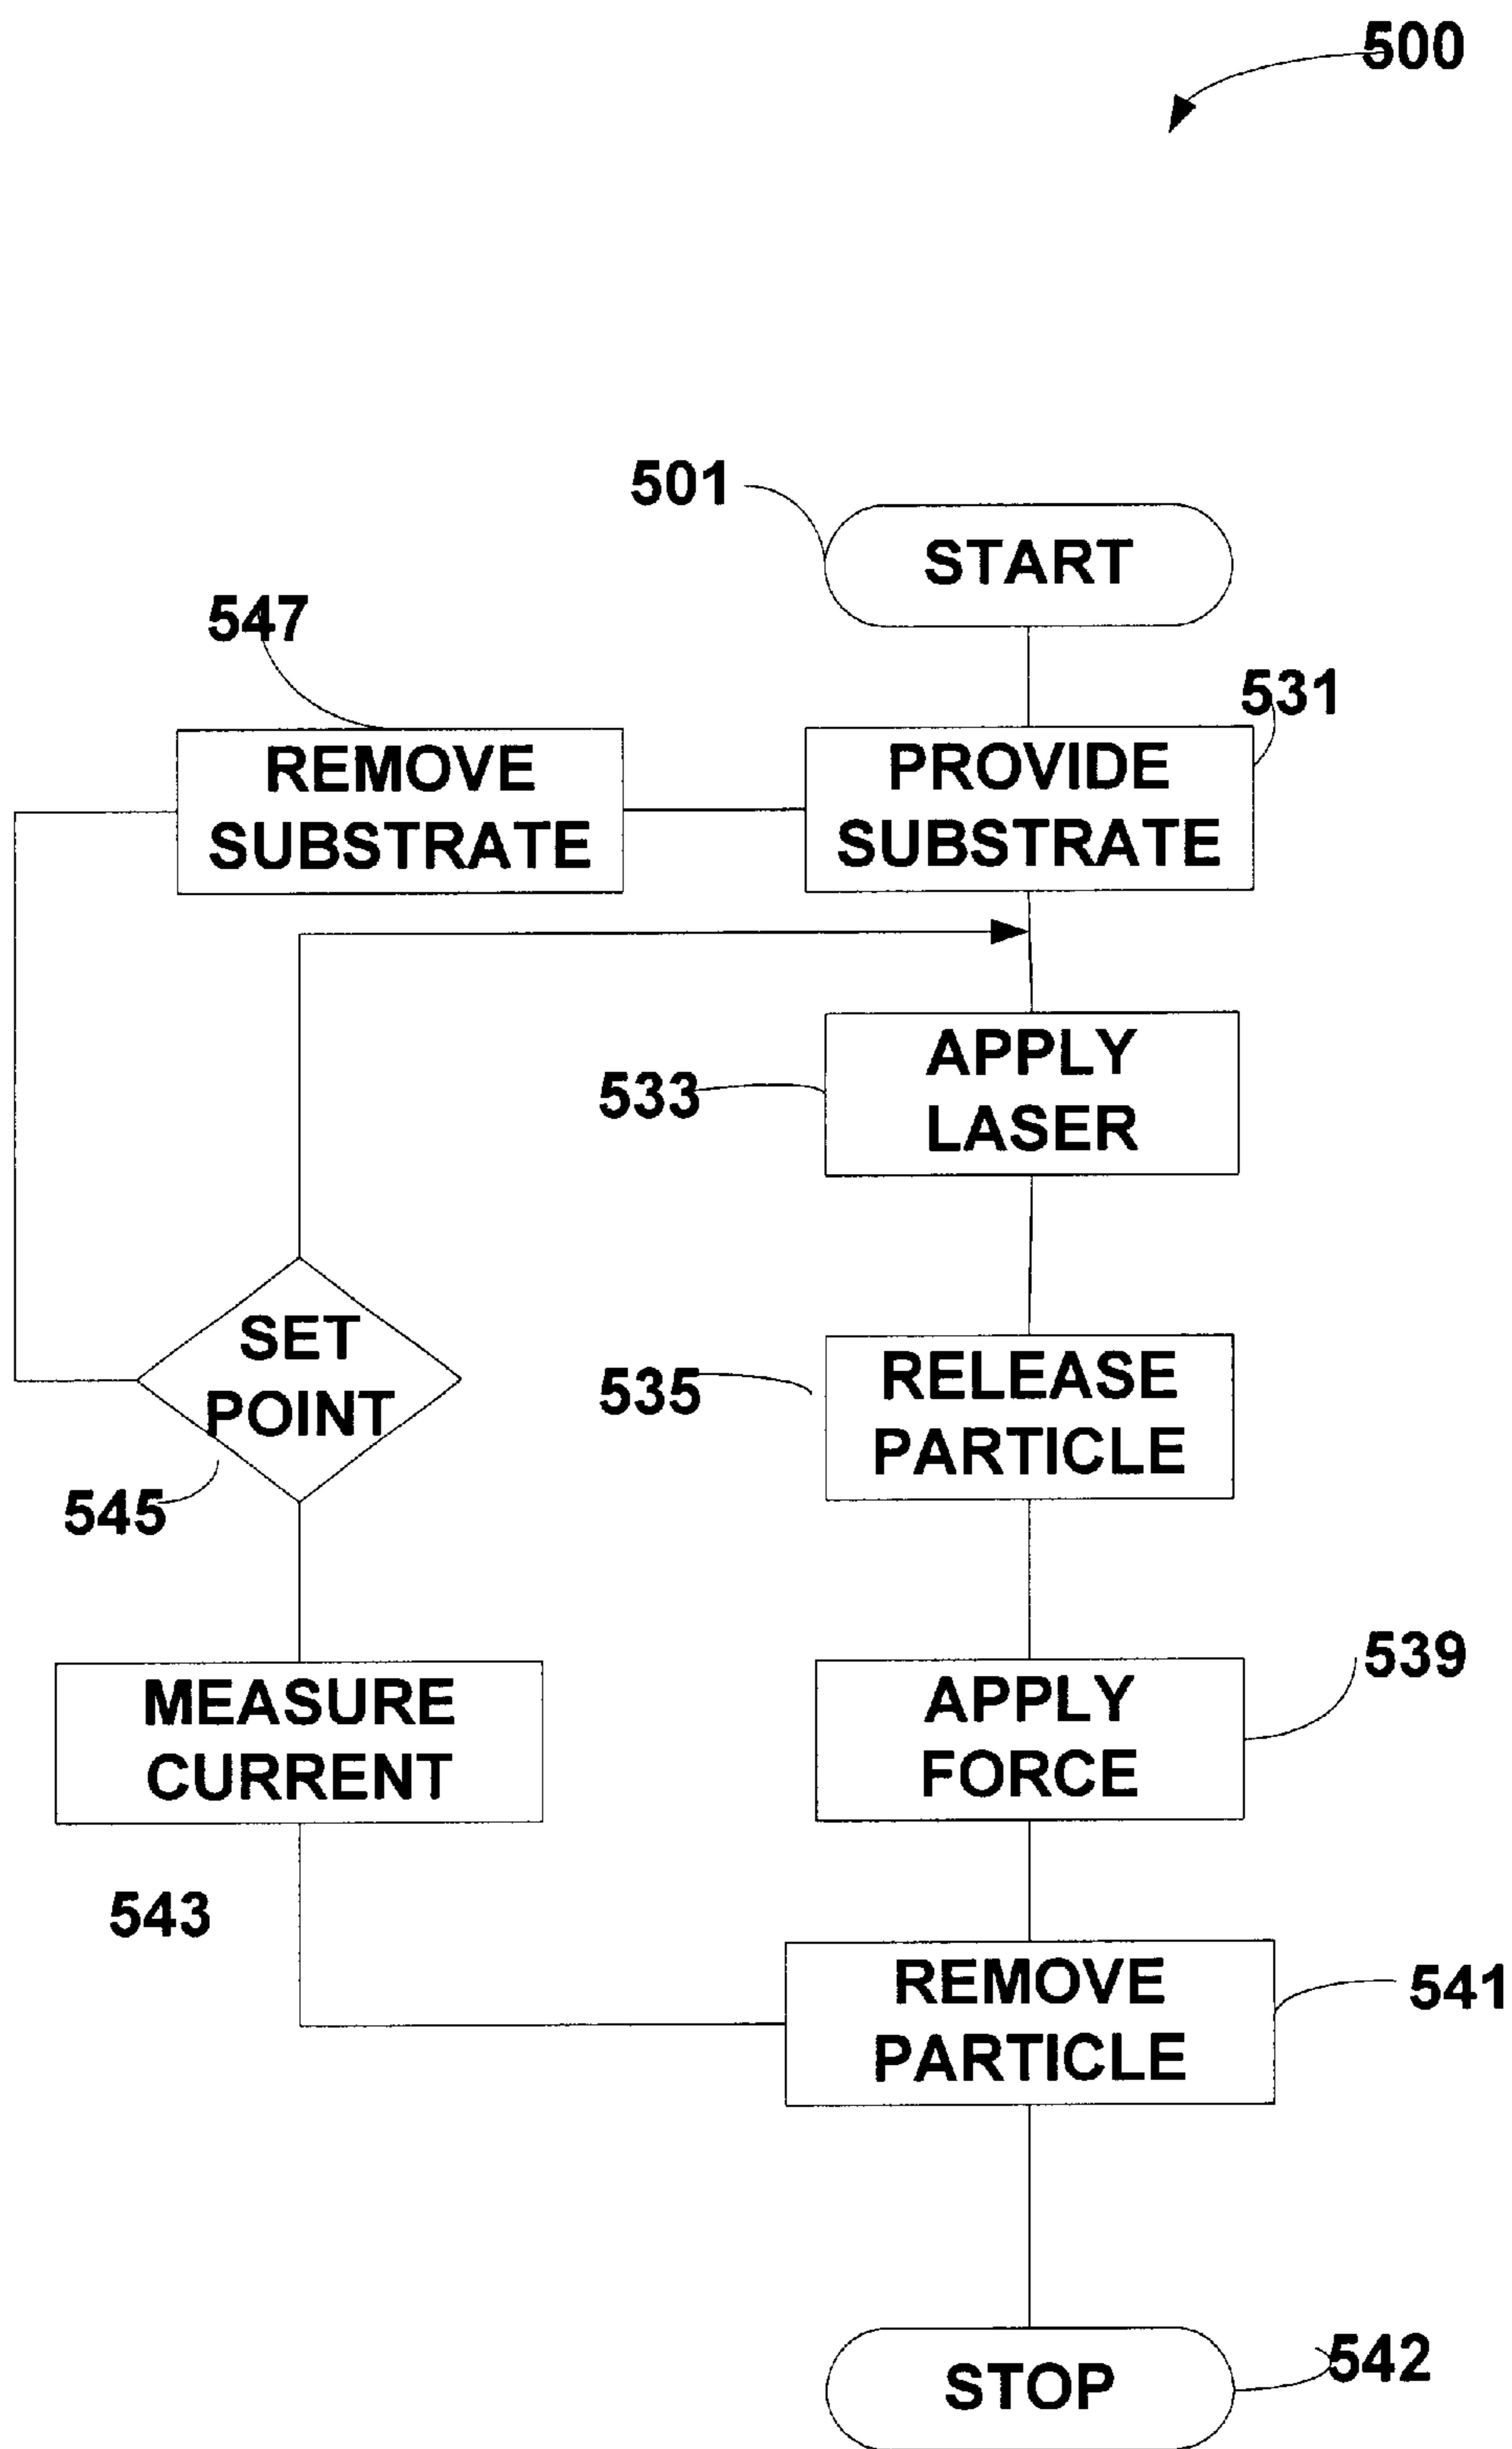 500
501
START
547
531
REMOVE
SUBSTRATE
PROVIDE
SUBSTRATE
533
APPLY
LASER
SET
POINT
545
535
RELEASE
PARTICLE
539
MEASURE
CURRENT
APPLY
FORCE
543
541
REMOVE
PARTICLE
542
STOP